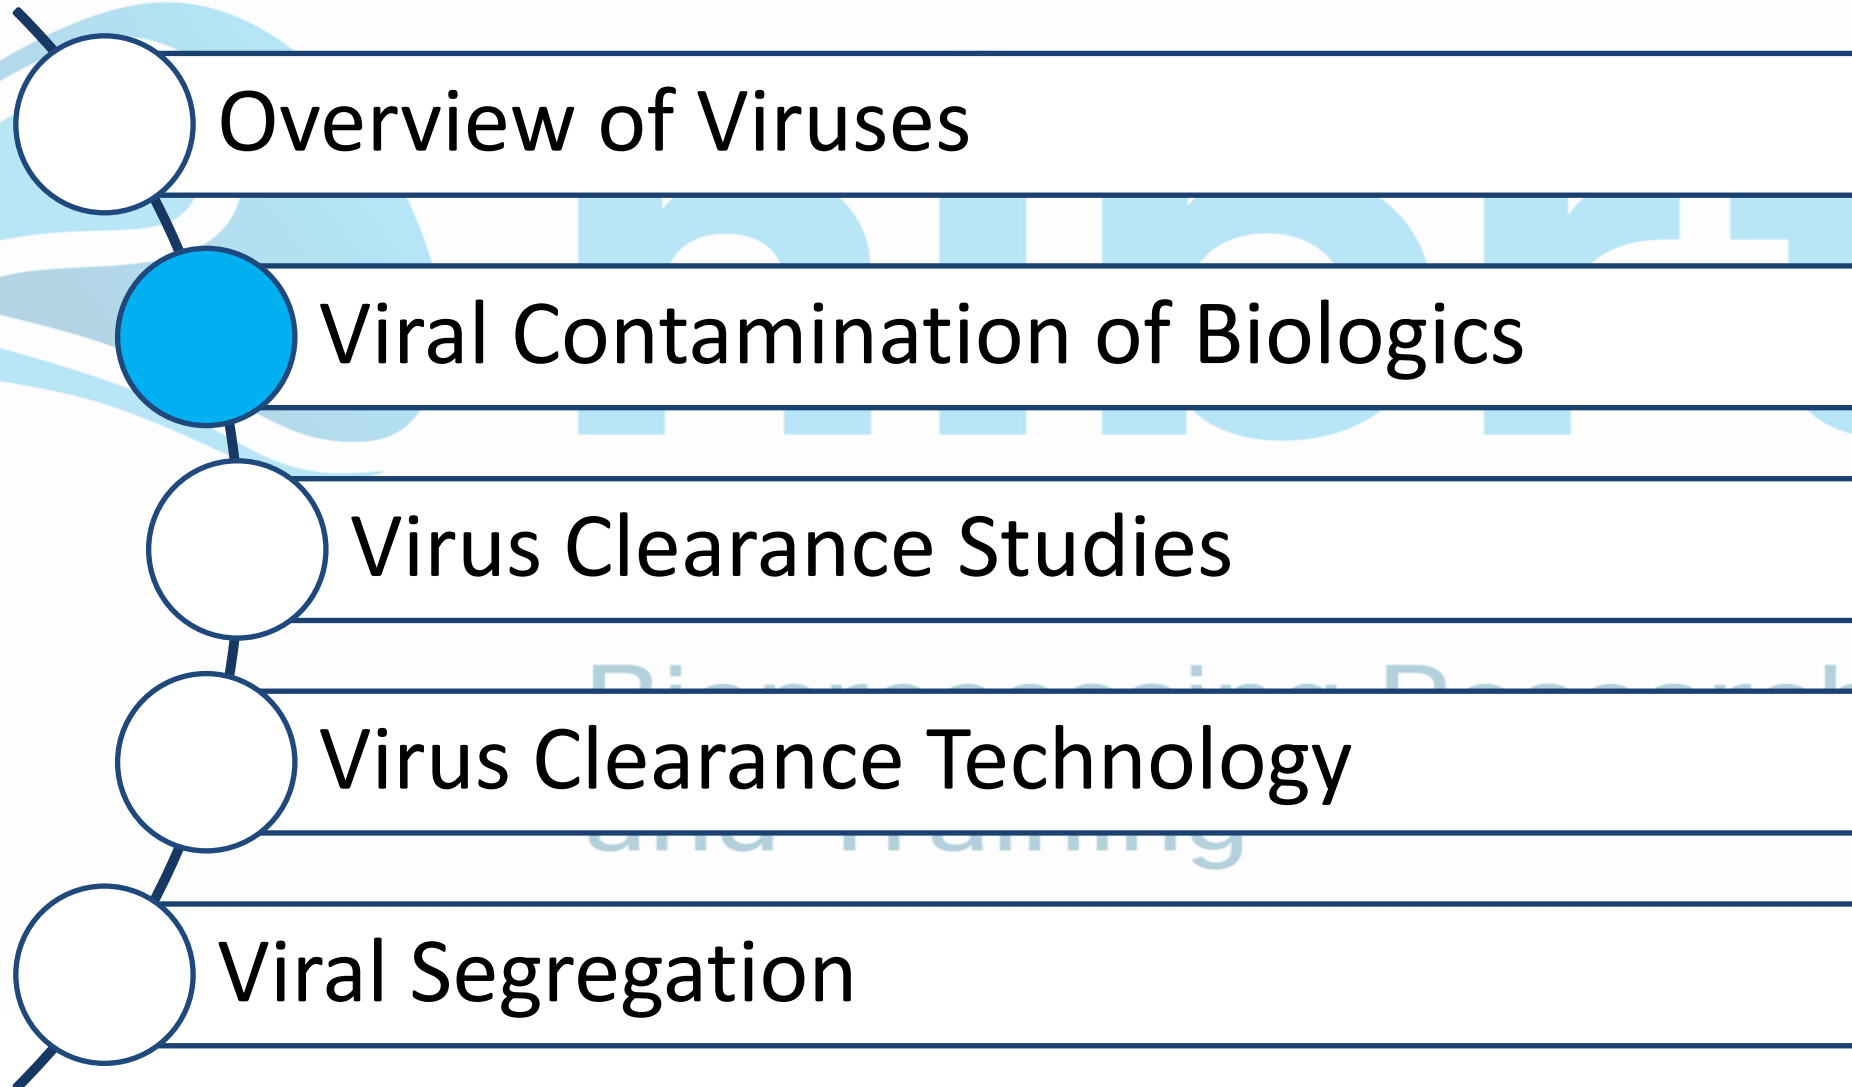 Overview of Viruses
Viral Contamination of Biologics
Virus Clearance Studies
Virus Clearance Technology
Viral Segregation